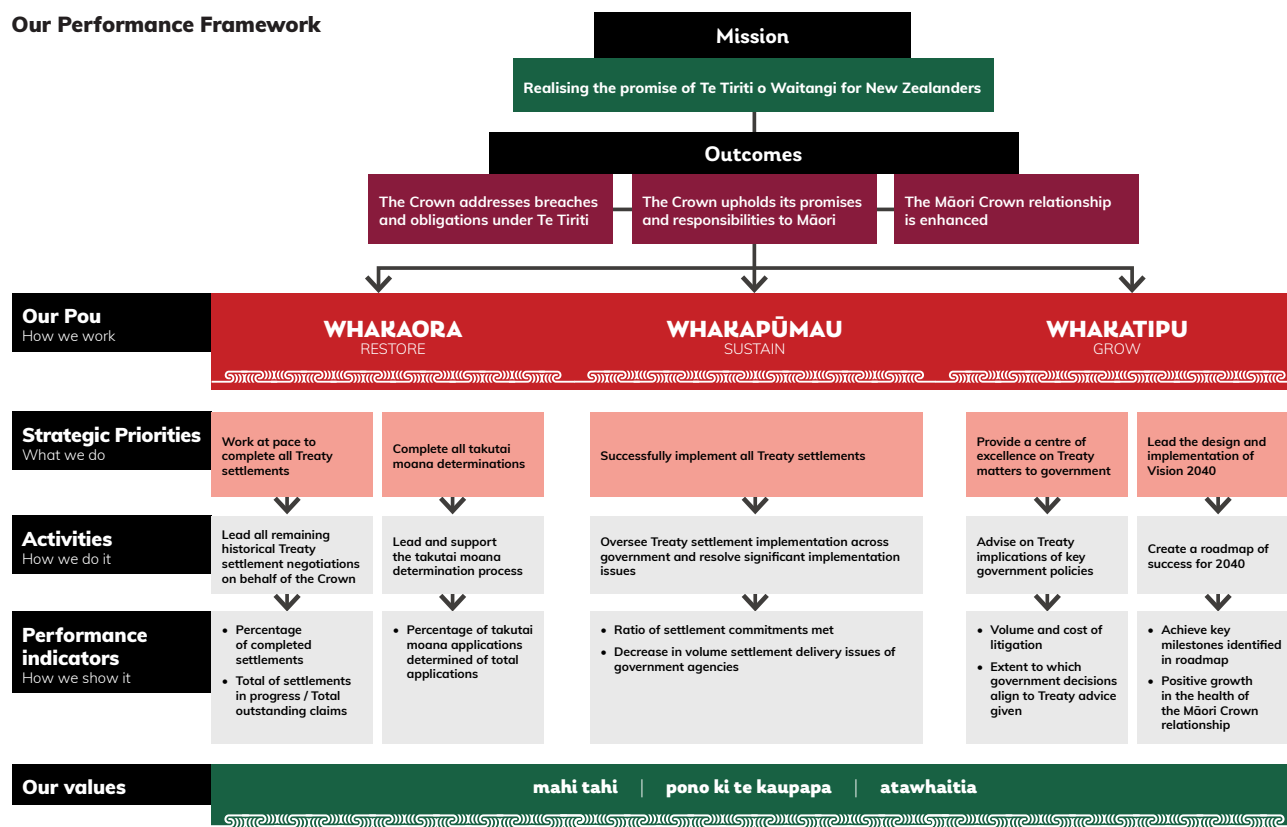 Our Performance Framework
Mission
Realising the promise of Te Tiriti o Waitangi for New Zealanders
Outcomes
The Crown addresses breaches
and obligations under Te Tiriti
The Crown upholds its promises
and responsibilities to Māori
The Māori Crown relationship
is enhanced
Our Pou
How we work
WHAKAORA
RESTORE
WHAKAPŪMAU
SUSTAIN
WHAKATIPU
GROW
Strategic Priorities
What we do
Work at pace to
complete all Treaty
settlements
Complete all takutai
moana determinations
Successfully implement all Treaty settlements
Provide a centre of
excellence on Treaty
matters to government
Lead the design and
implementation of
Vision 2040
Activities
How we do it
Lead all remaining
historical Treaty
settlement negotiations
on behalf of the Crown
Lead and support
the takutai moana
determination process
Oversee Treaty settlement implementation across
government and resolve significant implementation
issues
Advise on Treaty
implications of key
government policies
Create a roadmap of
success for 2040
Performance
indicators
How we show it
• Percentage
of completed
settlements
• Total of settlements
in progress / Total
outstanding claims
• Percentage of takutai
moana applications
determined of total
applications
• Ratio of settlement commitments met
• Decrease in volume settlement delivery issues of
government agencies
• Volume and cost of
litigation
• Extent to which
government decisions
align to Treaty advice
given
• Achieve key
milestones identified
in roadmap
• Positive growth
in the health of
the Māori Crown
relationship
Our values
mahi tahi | pono ki te kaupapa | atawhaitia